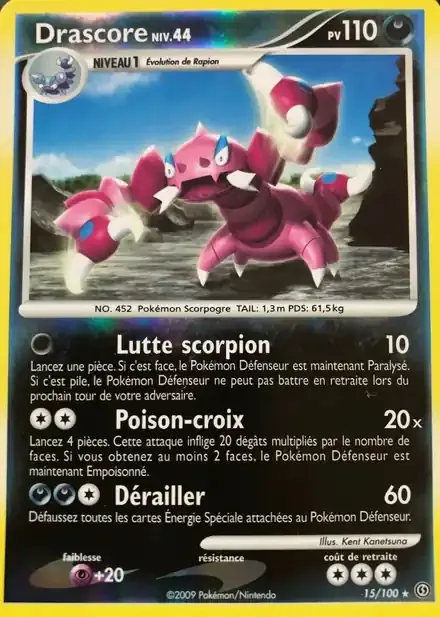 Drascore NIV.44 PV 110
NIVEAU 1 Évolution de Rapion
NO. 452 Pokémon Scorpogre TAIL: 1,3 m PDS: 61,5kg
Lutte scorpion 10
Lancez une pièce. Si c'est face, le Pokémon Défenseur est maintenant Paralysé.
Si c'est pile, le Pokémon Défenseur ne peut pas battre en retraite lors du
prochain tour de votre adversaire.
Poison-croix 20x
Lancez 4 pièces. Cette attaque inflige 20 dégâts multipliés par le nombre de
faces. Si vous obtenez au moins 2 faces, le Pokémon Défenseur est
maintenant Empoisonné.
Dérailler 60
Défaussez toutes les cartes Énergie Spéciale attachées au Pokémon Défenseur.
Illus. Kent Kanetsuna
faiblesse résistance coût de retraite
+20
©2009 Pokémon/Nintendo 15/100 ★ S